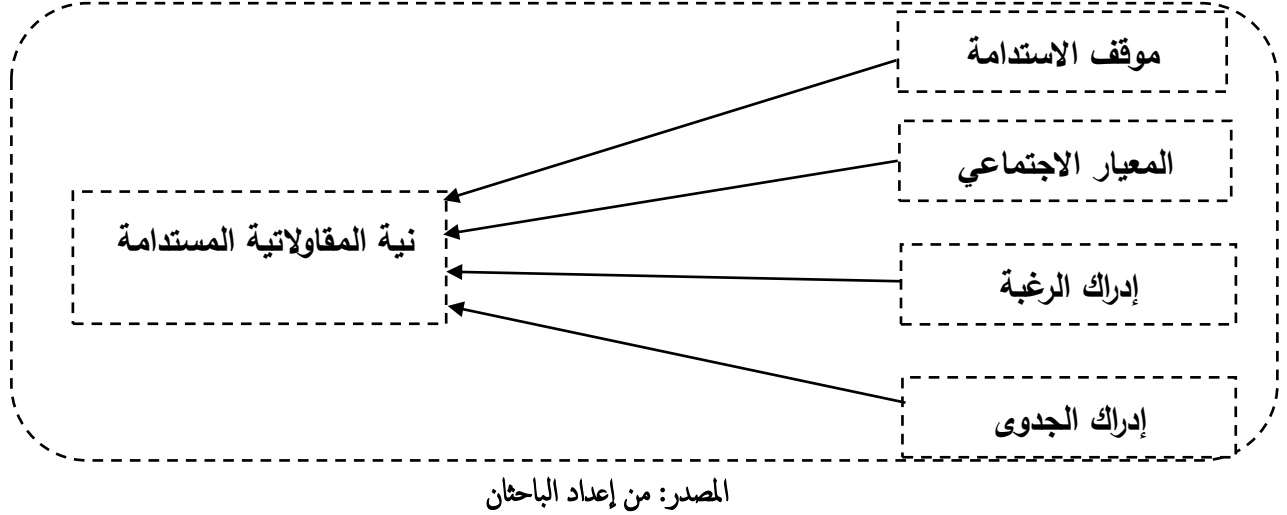 موقف الاستدامة
المعيار الاجتماعي
نية المقاولاتية المستدامة
إدراك الرغبة
إدراك الجدوى
المصدر: من إعداد الباحثان